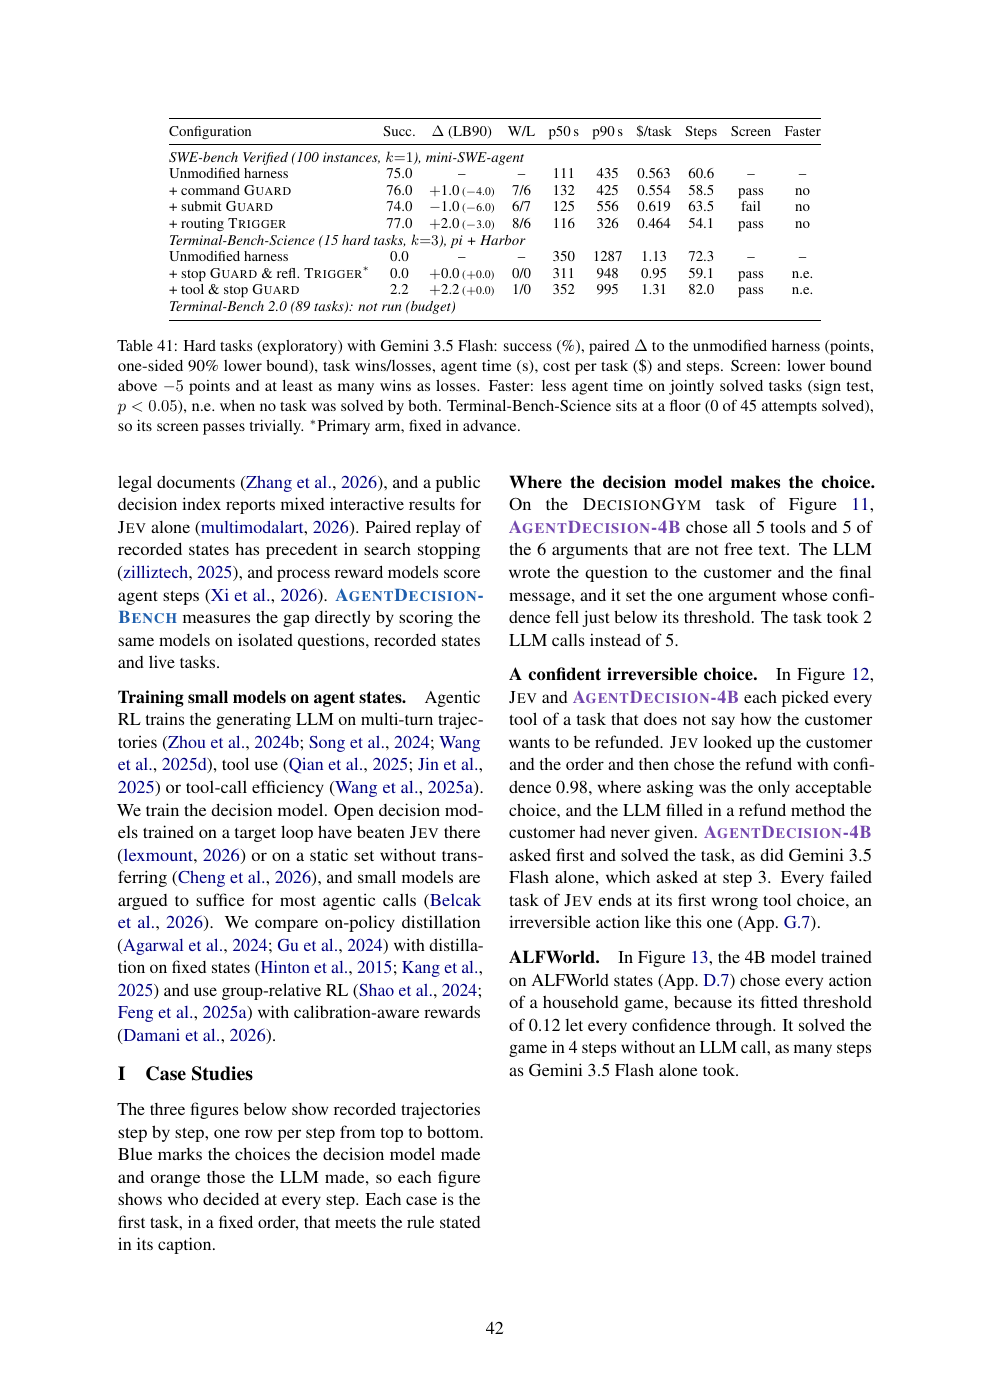 Configuration Succ. Δ (LB90) W/L p50 s p90 s $/task Steps Screen Faster
SWE-bench Verified (100 instances, k=1), mini-SWE-agent
Unmodified harness 75.0 – – 111 435 0.563 60.6 – –
+ command GUARD 76.0 +1.0 (−4.0) 7/6 132 425 0.554 58.5 pass no
+ submit GUARD 74.0 −1.0 (−6.0) 6/7 125 556 0.619 63.5 fail no
+ routing TRIGGER 77.0 +2.0 (−3.0) 8/6 116 326 0.464 54.1 pass no
Terminal-Bench-Science (15 hard tasks, k=3), pi + Harbor
Unmodified harness 0.0 – – 350 1287 1.13 72.3 – –
+ stop GUARD & refl. TRIGGER* 0.0 +0.0 (+0.0) 0/0 311 948 0.95 59.1 pass n.e.
+ tool & stop GUARD 2.2 +2.2 (+0.0) 1/0 352 995 1.31 82.0 pass n.e.
Terminal-Bench 2.0 (89 tasks): not run (budget)
Table 41: Hard tasks (exploratory) with Gemini 3.5 Flash: success (%), paired Δ to the unmodified harness (points,
one-sided 90% lower bound), task wins/losses, agent time (s), cost per task ($) and steps. Screen: lower bound
above −5 points and at least as many wins as losses. Faster: less agent time on jointly solved tasks (sign test,
p < 0.05), n.e. when no task was solved by both. Terminal-Bench-Science sits at a floor (0 of 45 attempts solved),
so its screen passes trivially. *Primary arm, fixed in advance.
legal documents (Zhang et al., 2026), and a public
decision index reports mixed interactive results for
JEV alone (multimodalart, 2026). Paired replay of
recorded states has precedent in search stopping
(zilliztech, 2025), and process reward models score
agent steps (Xi et al., 2026). AGENTDECISION-
BENCH measures the gap directly by scoring the
same models on isolated questions, recorded states
and live tasks.
Training small models on agent states. Agentic
RL trains the generating LLM on multi-turn trajec-
tories (Zhou et al., 2024b; Song et al., 2024; Wang
et al., 2025d), tool use (Qian et al., 2025; Jin et al.,
2025) or tool-call efficiency (Wang et al., 2025a).
We train the decision model. Open decision mod-
els trained on a target loop have beaten JEV there
(lexmount, 2026) or on a static set without trans-
ferring (Cheng et al., 2026), and small models are
argued to suffice for most agentic calls (Belcak
et al., 2026). We compare on-policy distillation
(Agarwal et al., 2024; Gu et al., 2024) with distilla-
tion on fixed states (Hinton et al., 2015; Kang et al.,
2025) and use group-relative RL (Shao et al., 2024;
Feng et al., 2025a) with calibration-aware rewards
(Damani et al., 2026).
I Case Studies
The three figures below show recorded trajectories
step by step, one row per step from top to bottom.
Blue marks the choices the decision model made
and orange those the LLM made, so each figure
shows who decided at every step. Each case is the
first task, in a fixed order, that meets the rule stated
in its caption.
Where the decision model makes the choice.
On the DECISIONGYM task of Figure 11,
AGENTDECISION-4B chose all 5 tools and 5 of
the 6 arguments that are not free text. The LLM
wrote the question to the customer and the final
message, and it set the one argument whose confi-
dence fell just below its threshold. The task took 2
LLM calls instead of 5.
A confident irreversible choice. In Figure 12,
JEV and AGENTDECISION-4B each picked every
tool of a task that does not say how the customer
wants to be refunded. JEV looked up the customer
and the order and then chose the refund with confi-
dence 0.98, where asking was the only acceptable
choice, and the LLM filled in a refund method the
customer had never given. AGENTDECISION-4B
asked first and solved the task, as did Gemini 3.5
Flash alone, which asked at step 3. Every failed
task of JEV ends at its first wrong tool choice, an
irreversible action like this one (App. G.7).
ALFWorld. In Figure 13, the 4B model trained
on ALFWorld states (App. D.7) chose every action
of a household game, because its fitted threshold
of 0.12 let every confidence through. It solved the
game in 4 steps without an LLM call, as many steps
as Gemini 3.5 Flash alone took.
42